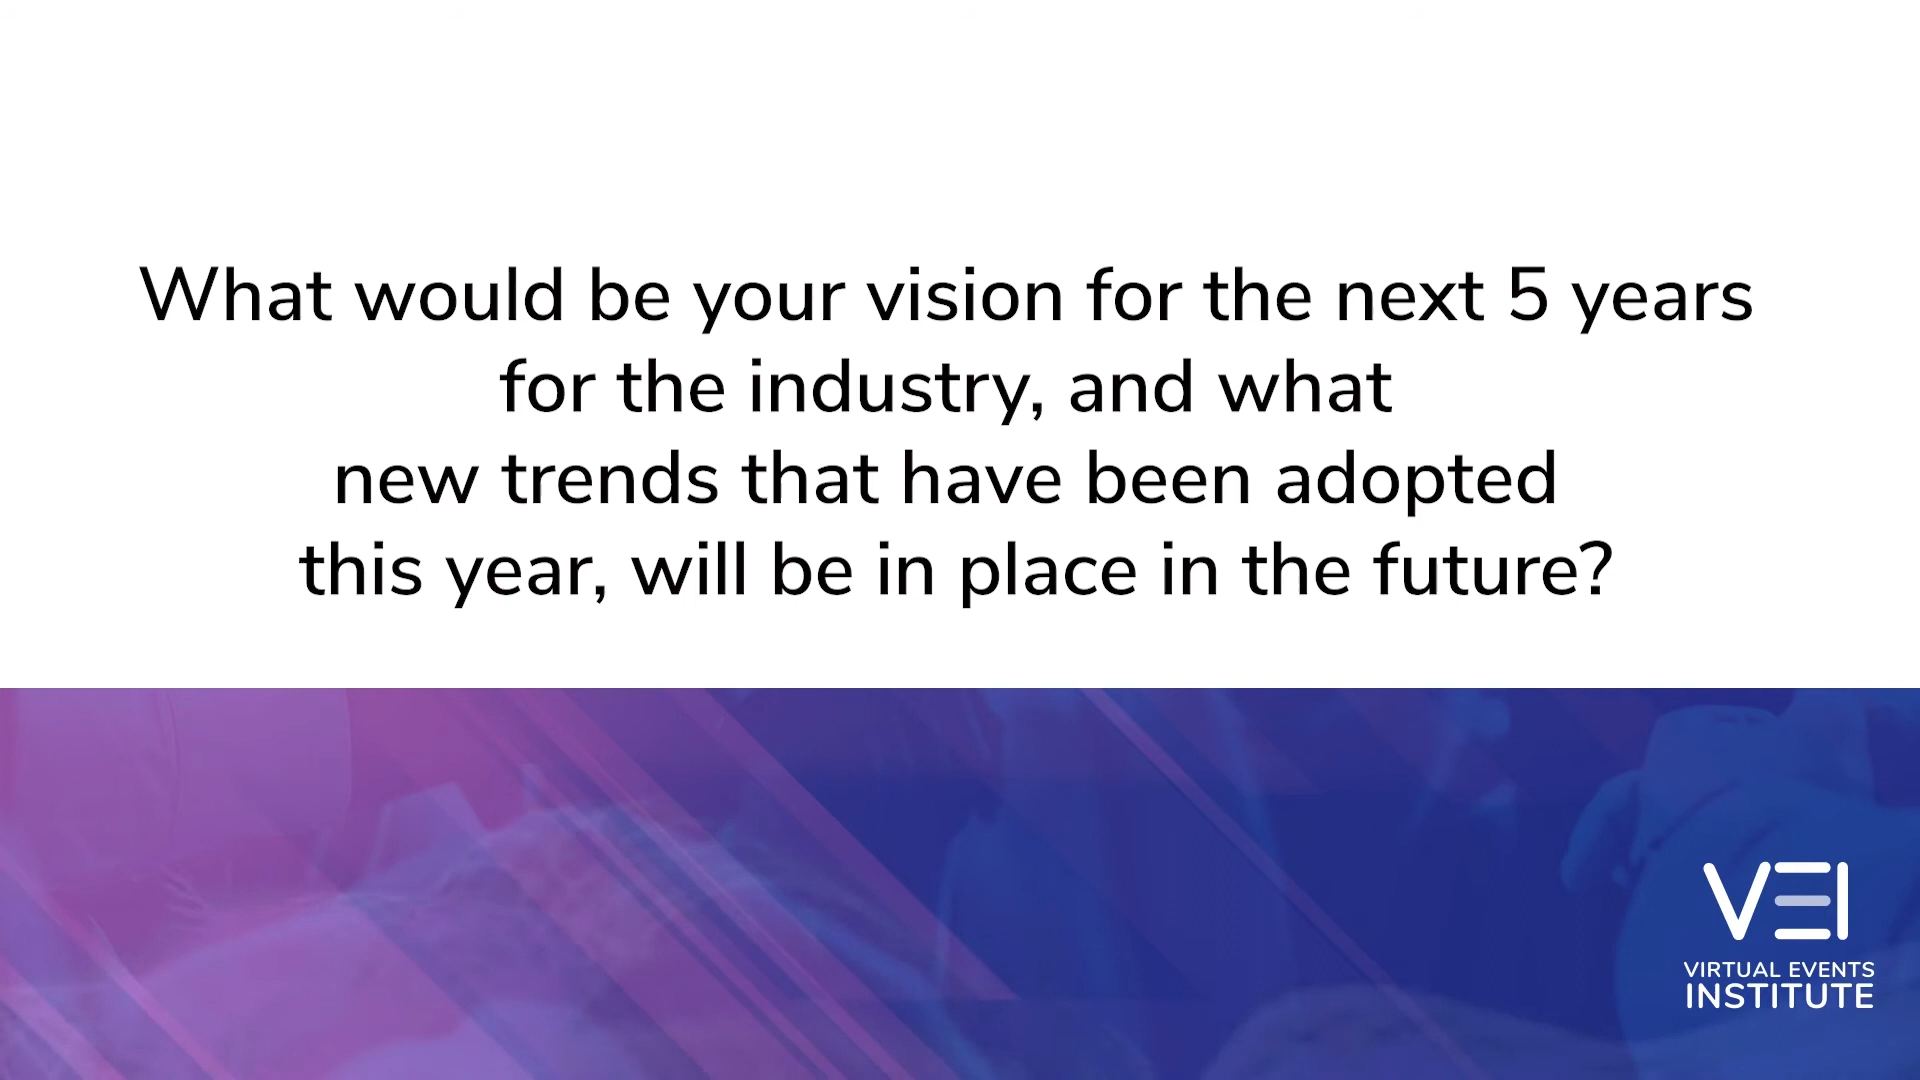 What would be your vision for the next 5 years
for the industry, and what
new trends that have been adopted
this year, will be in place in the future?
VEI
VIRTUAL EVENTS
INSTITUTE